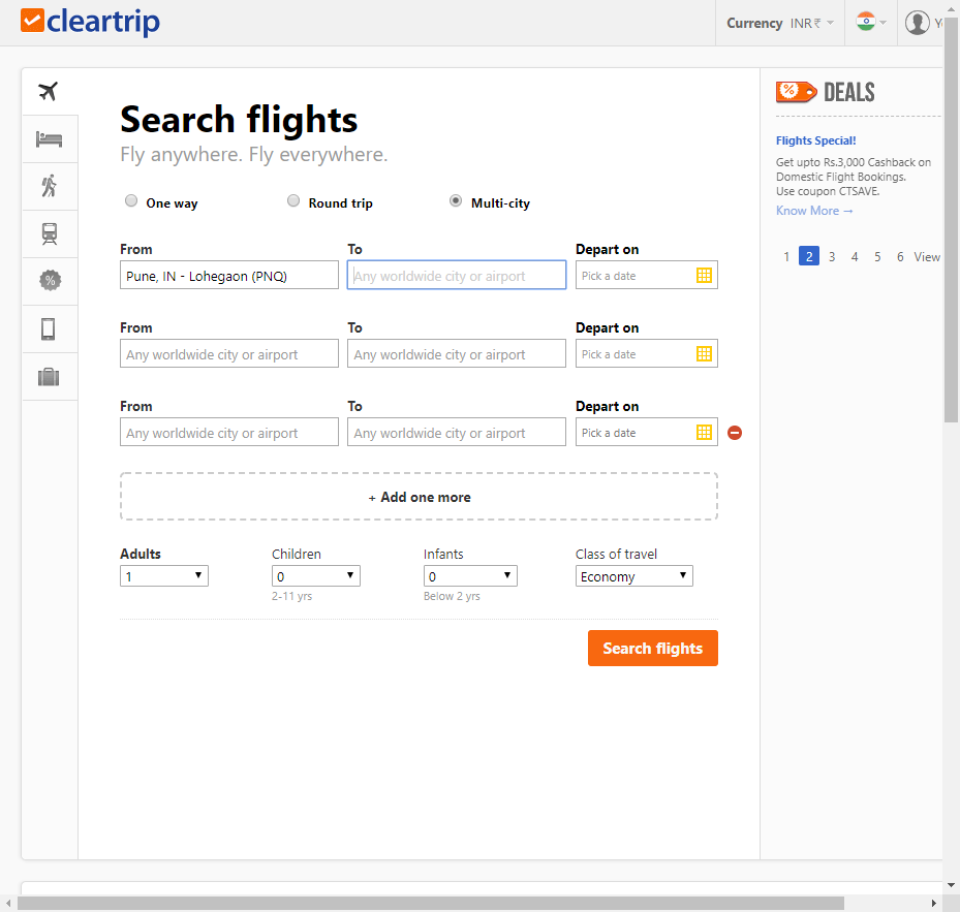 cleartrip
Currency INR₹
Y
Search flights
Fly anywhere. Fly everywhere.
One way Round trip Multi-city
From To Depart on
Pune, IN - Lohegaon (PNQ) Any worldwide city or airport Pick a date
From To Depart on
Any worldwide city or airport Any worldwide city or airport Pick a date
From To Depart on
Any worldwide city or airport Any worldwide city or airport Pick a date
+ Add one more
Adults Children Infants Class of travel
1 0 0 Economy
2-11 yrs Below 2 yrs
Search flights
% DEALS
Flights Special!
Get upto Rs.3,000 Cashback on
Domestic Flight Bookings.
Use coupon CTSAVE.
Know More →
1 2 3 4 5 6 View
%